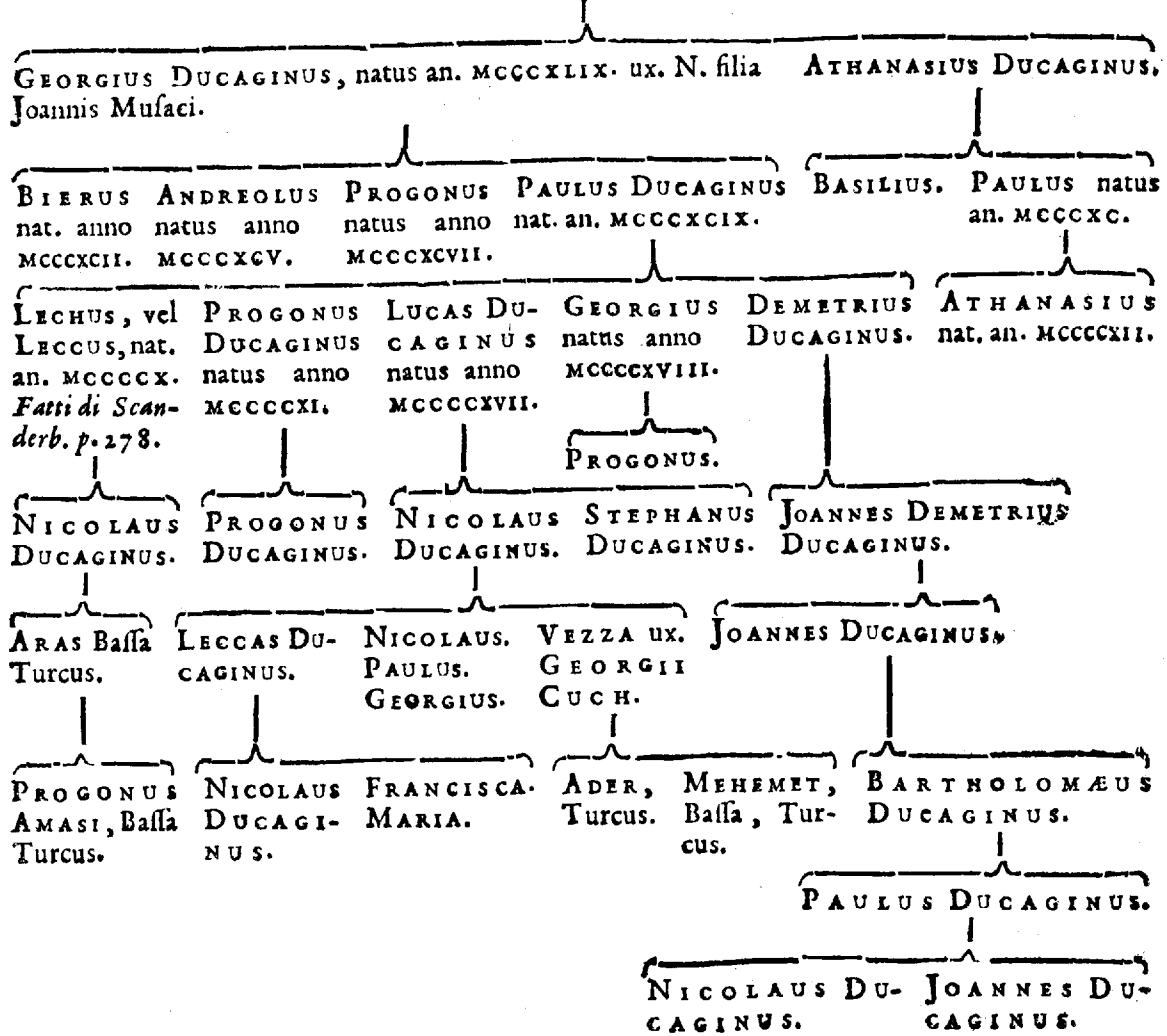 GEORGIUS DUCAGINUS, natus an. MCCCXLIX. ux. N. filia
Joannis Muſaci.
ATHANASIUS DUCAGINUS.
BIERUS
nat. anno
MCCCXCII.
ANDREOLUS
natus anno
MCCCXCV.
PROGONUS
natus anno
MCCCXCVII.
PAULUS DUCAGINUS
nat. an. MCCCXCIX.
BASILIUS.
PAULUS natus
an. MCCCXC.
LECHUS, vel
LECCUS, nat.
an. MCCCCX.
Fatti di Scan-
derb. p. 278.
PROGONUS
DUCAGINUS
natus anno
MCCCCXI.
LUCAS DU-
CAGINUS
natus anno
MCCCCXVII.
GEORGIUS
natus anno
MCCCCXVIII.
DEMETRIUS
DUCAGINUS.
ATHANASIUS
nat. an. MCCCCXII.
PROGONUS.
NICOLAUS
DUCAGINUS.
PROGONUS
DUCAGINUS.
NICOLAUS
DUCAGINUS.
STEPHANUS
DUCAGINUS.
JOANNES DEMETRIUS
DUCAGINUS.
ARAS Baſſa
Turcus.
LECCAS DU-
CAGINUS.
NICOLAUS.
PAULUS.
GEORGIUS.
VEZZA ux.
GEORGII
CUCH.
JOANNES DUCAGINUS.
PROGONUS
AMASI, Baſſa
Turcus.
NICOLAUS
DUCAGI-
NUS.
FRANCISCA.
MARIA.
ADER,
Turcus.
MEHEMET,
Baſſa, Tur-
cus.
BARTHOLOMÆUS
DUCAGINUS.
PAULUS DUCAGINUS.
NICOLAUS DU-
CAGINUS.
JOANNES DU-
CAGINUS.